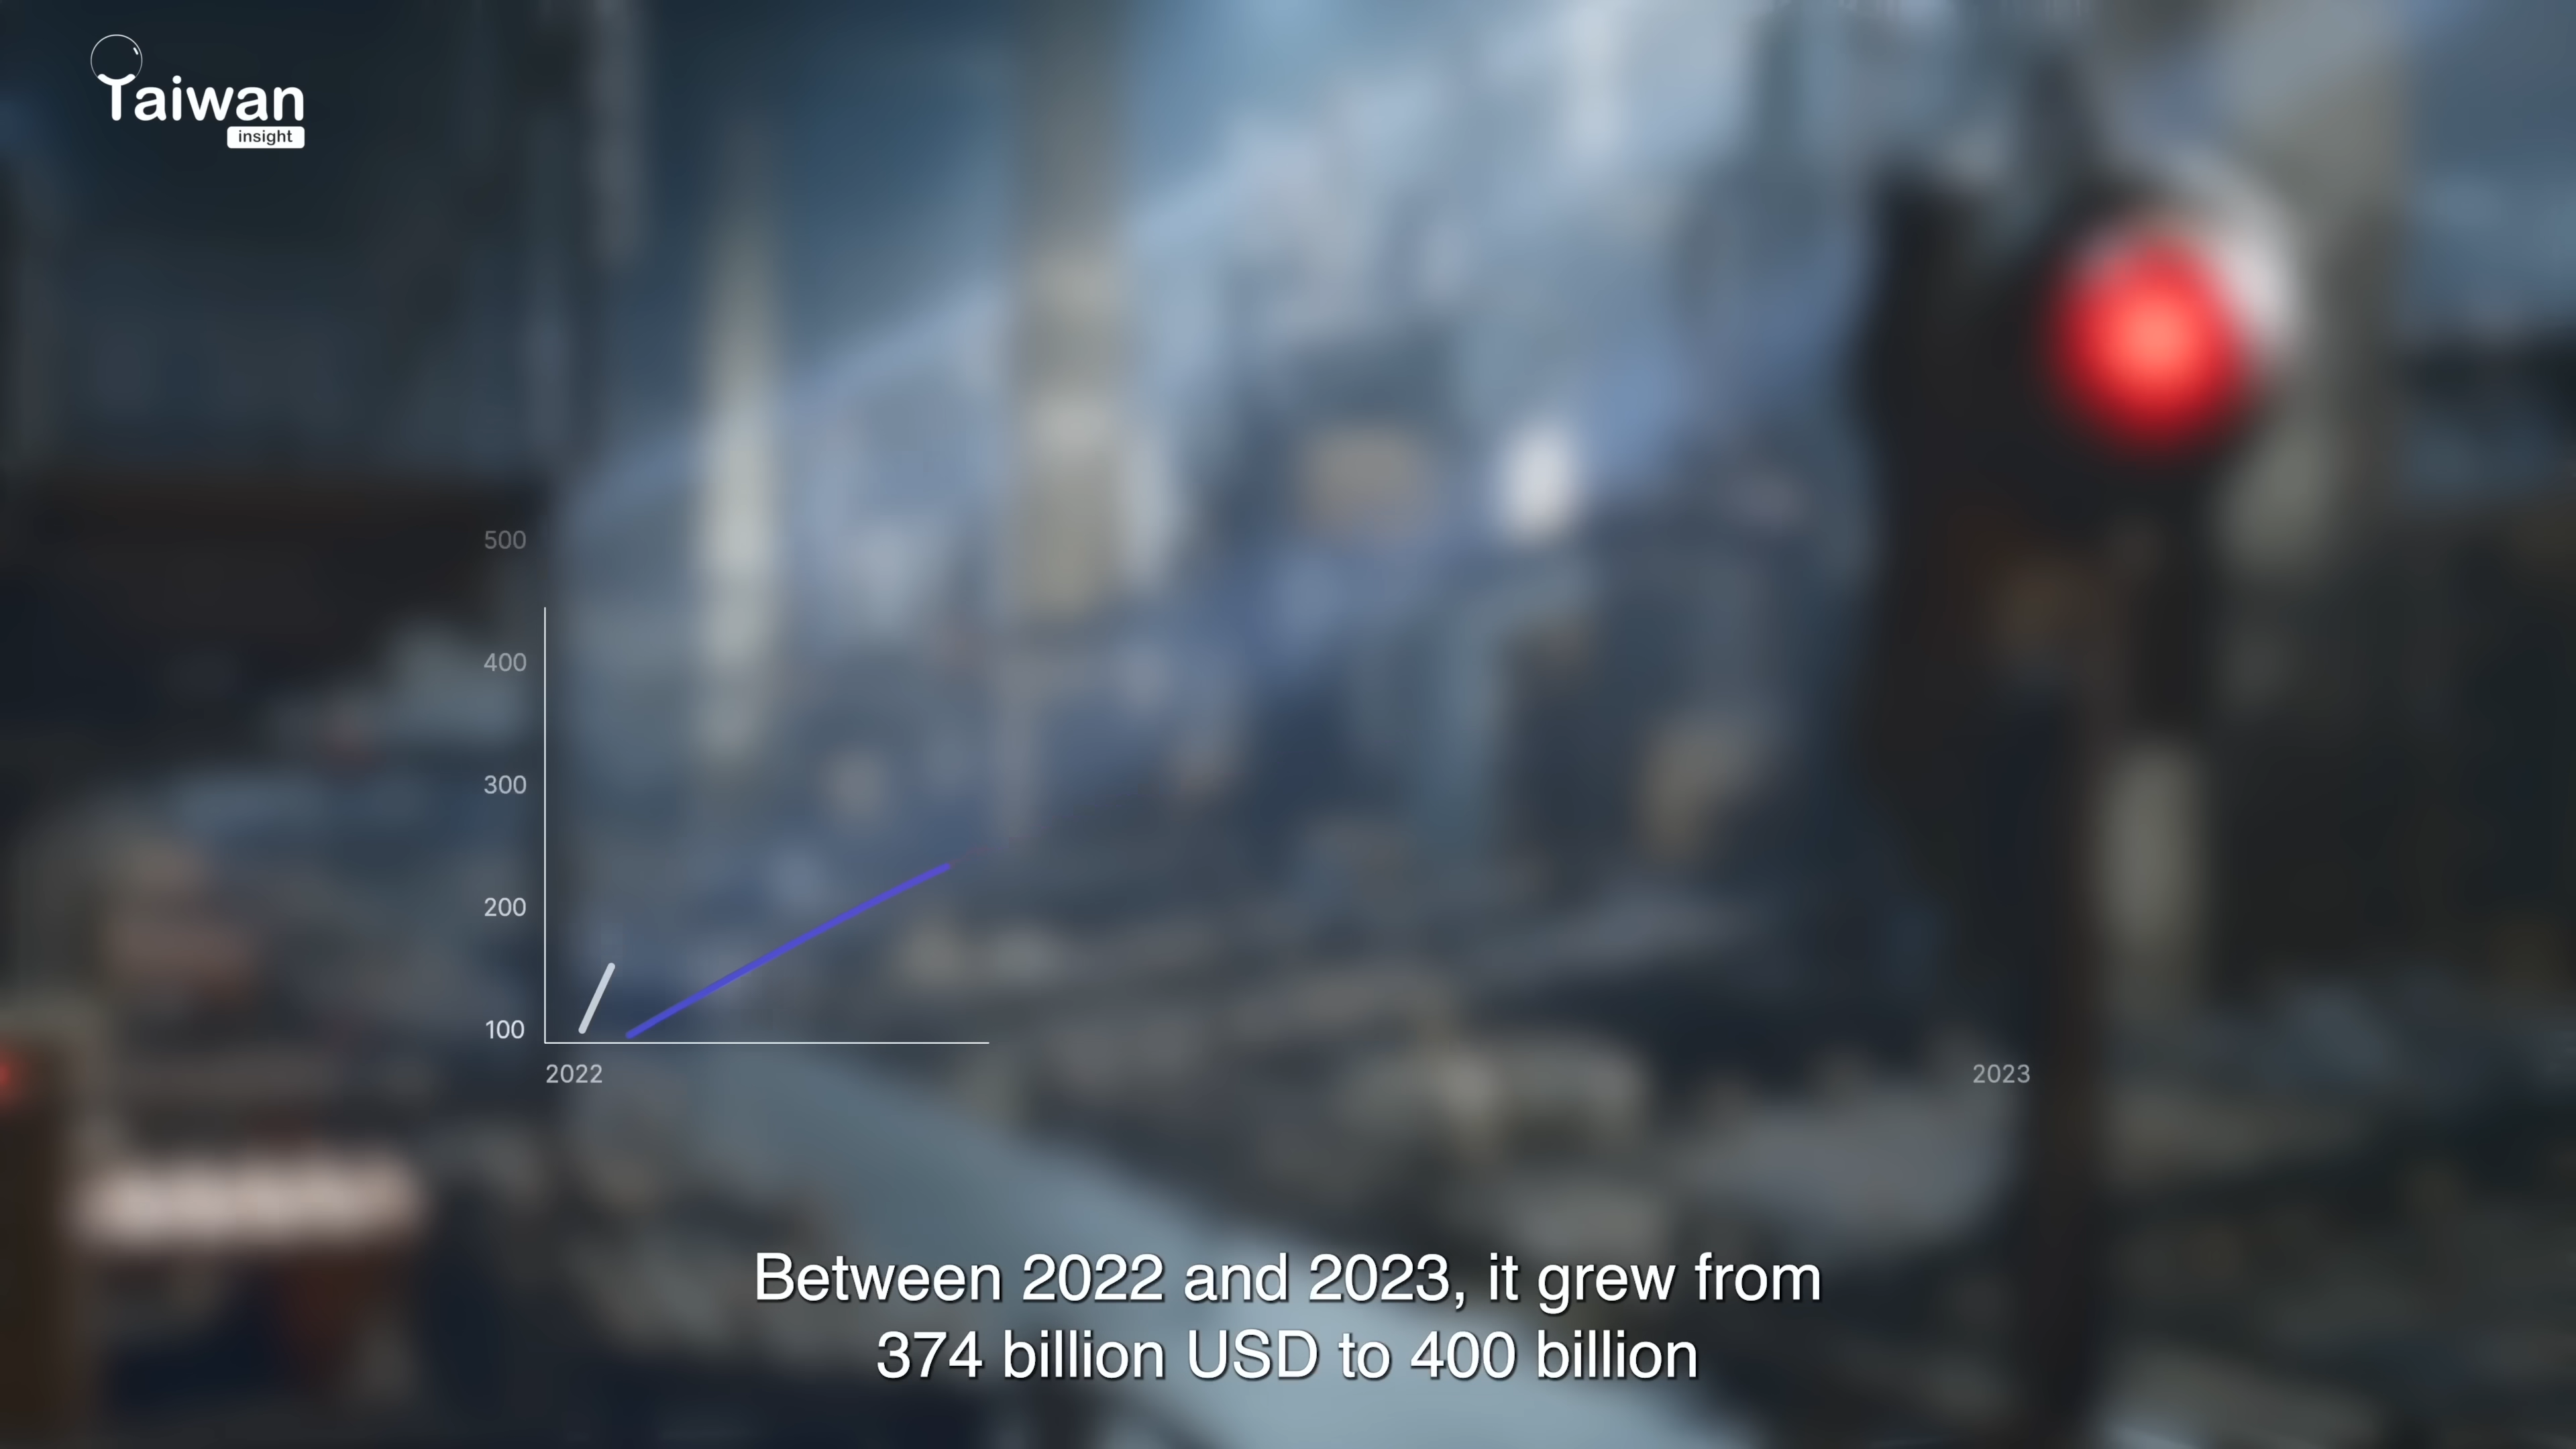 Taiwan
insight
500
400
300
200
100
2022
2023
Between 2022 and 2023, it grew from
374 billion USD to 400 billion